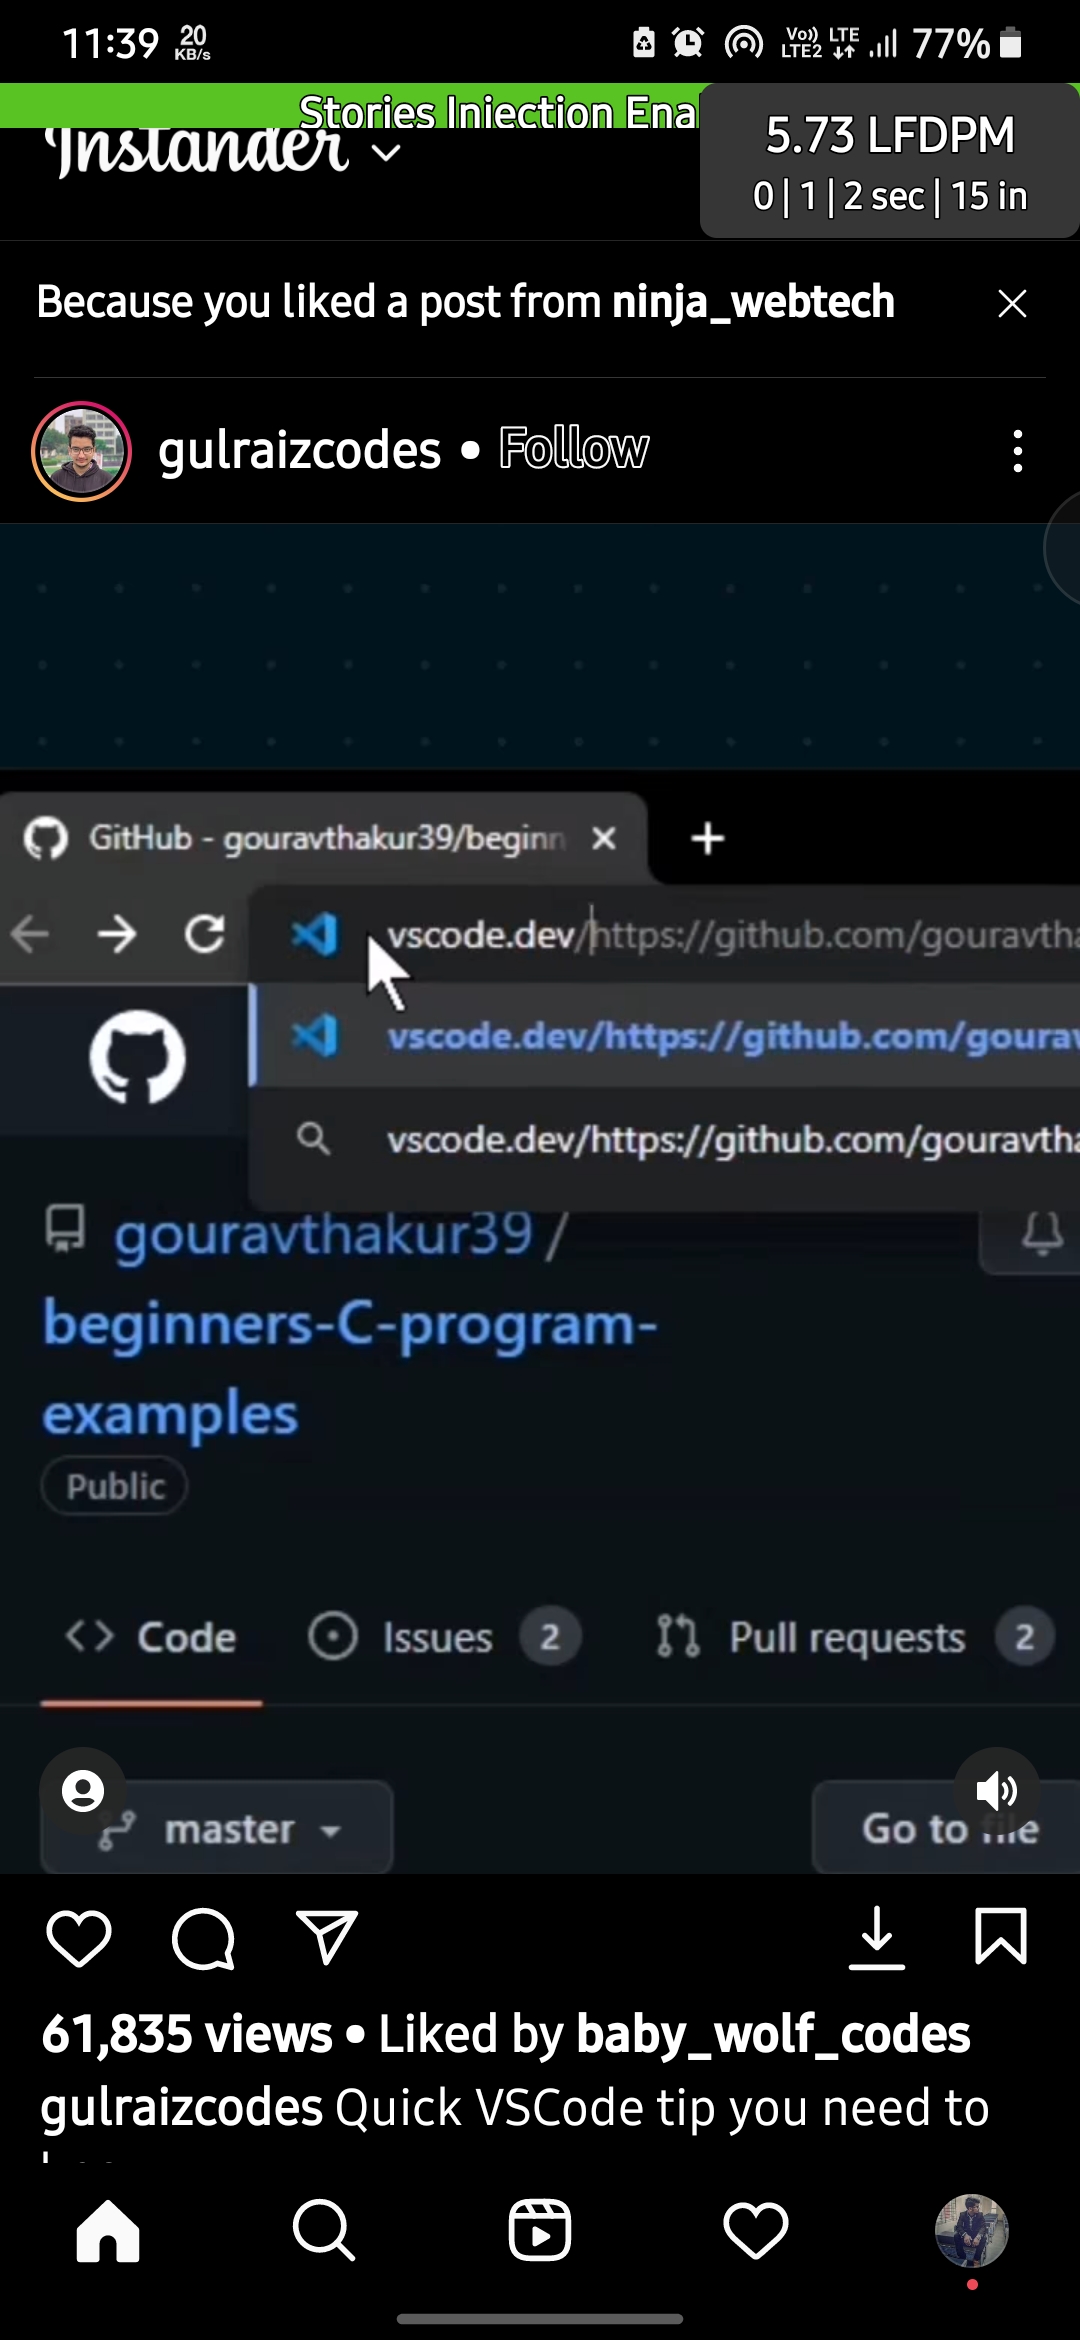 11:39 20 KB/s Vo)) LTE2 LTE 77%
Stories Injection Ena
5.73 LFDPM
0 | 1 | 2 sec | 15 in
Instander
Because you liked a post from ninja_webtech
gulraizcodes • Follow
GitHub - gouravthakur39/beginn
vscode.dev/https://github.com/gouravtha
vscode.dev/https://github.com/gourav
vscode.dev/https://github.com/gouravtha
gouravthakur39 /
beginners-C-program-
examples
Public
Code Issues 2 Pull requests 2
master Go to file
61,835 views • Liked by baby_wolf_codes
gulraizcodes Quick VSCode tip you need to